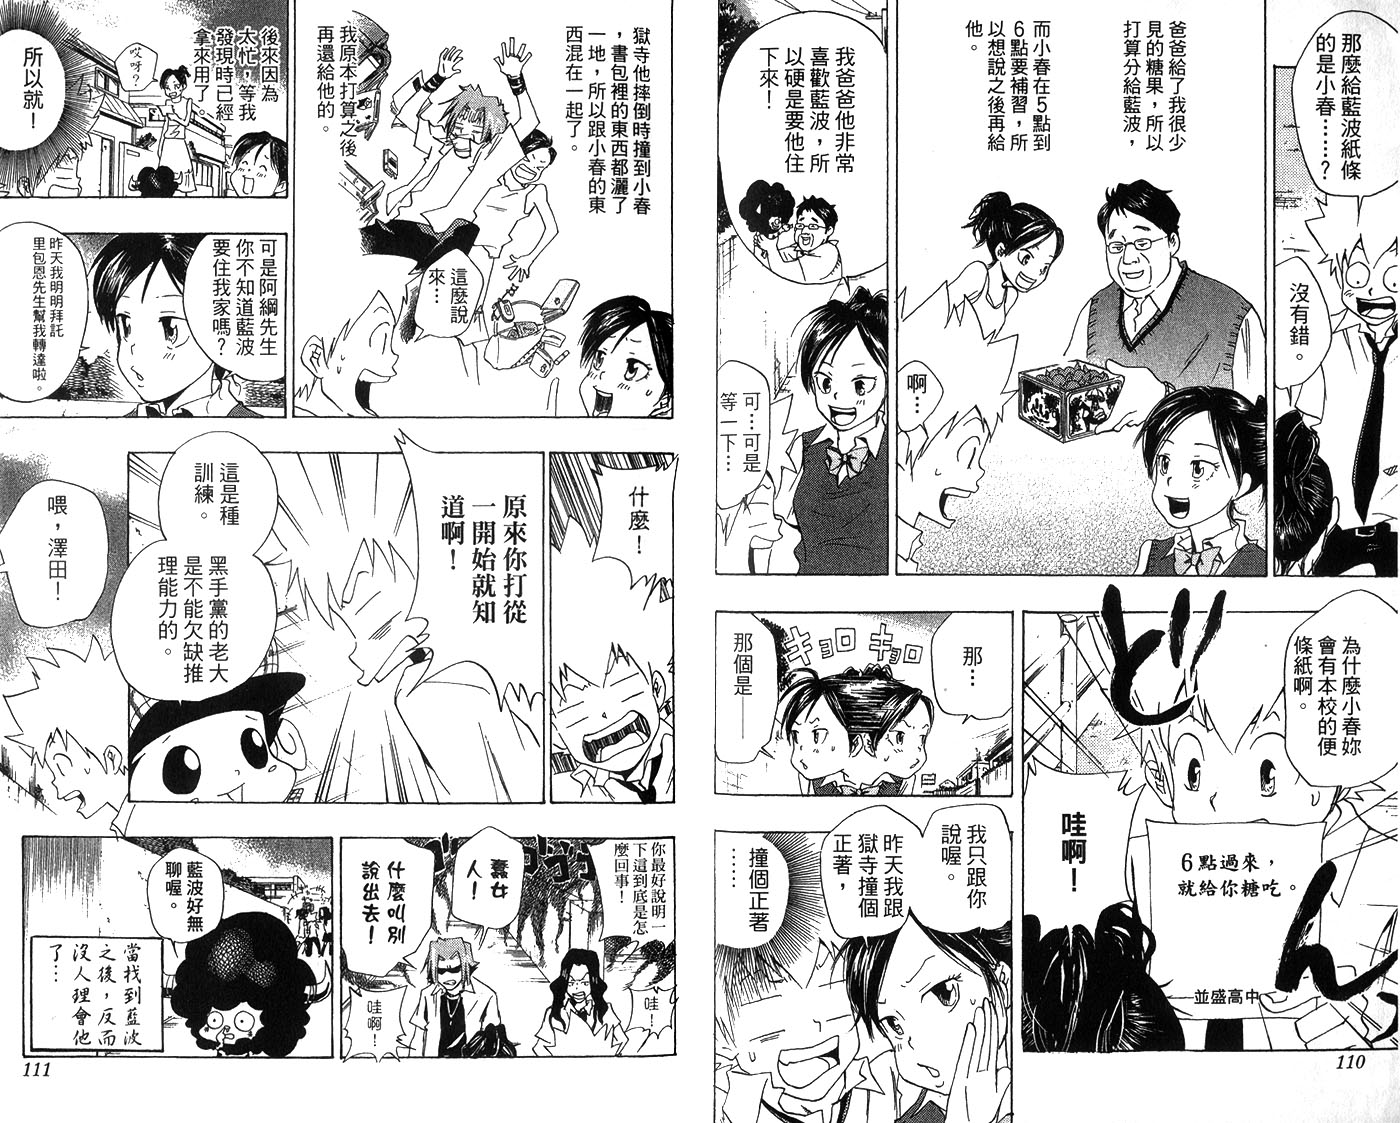 那麼給藍波紙條
的是小春……?
沒有錯。
爸爸給了我很少
見的糖果，所以
打算分給藍波，
而小春在5點到
6點要補習，所
以想說之後再給
他。
啊…
我爸爸他非常
喜歡藍波，所
以硬是要他住
下來！
可…可是
等一下…
為什麼小春妳
會有本校的便
條紙啊。
哇啊！
6點過來，
就給你糖吃。
並盛高中
那…
キョロ
キョロ
那個是——
我只跟你
說喔。
昨天我跟
獄寺撞個
正著，
撞個正著
……
110
獄寺他摔倒時撞到小春
，書包裡的東西都灑了
一地，所以跟小春的東
西混在一起了。
我原本打算之後
再還給他的。
這麼說
來…
後來因為
太忙，等我
發現時已經
拿來用了。
哎呀？
所以就！
可是阿綱先生
你不知道藍波
要住我家嗎？
昨天我明明拜託
里包恩先生幫我轉達啦。
什麼！
原來你打從
一開始就知
道啊！
這是種
訓練。
黑手黨的老大
是不能欠缺推
理能力的。
喂，澤田！
你最好說明一
下這到底是怎
麼回事！
蠢女
人！
什麼叫別
說出去！
哇…
哇啊！
藍波好無
聊喔。
當找到藍波
之後，反而
沒人理會他
了…
111